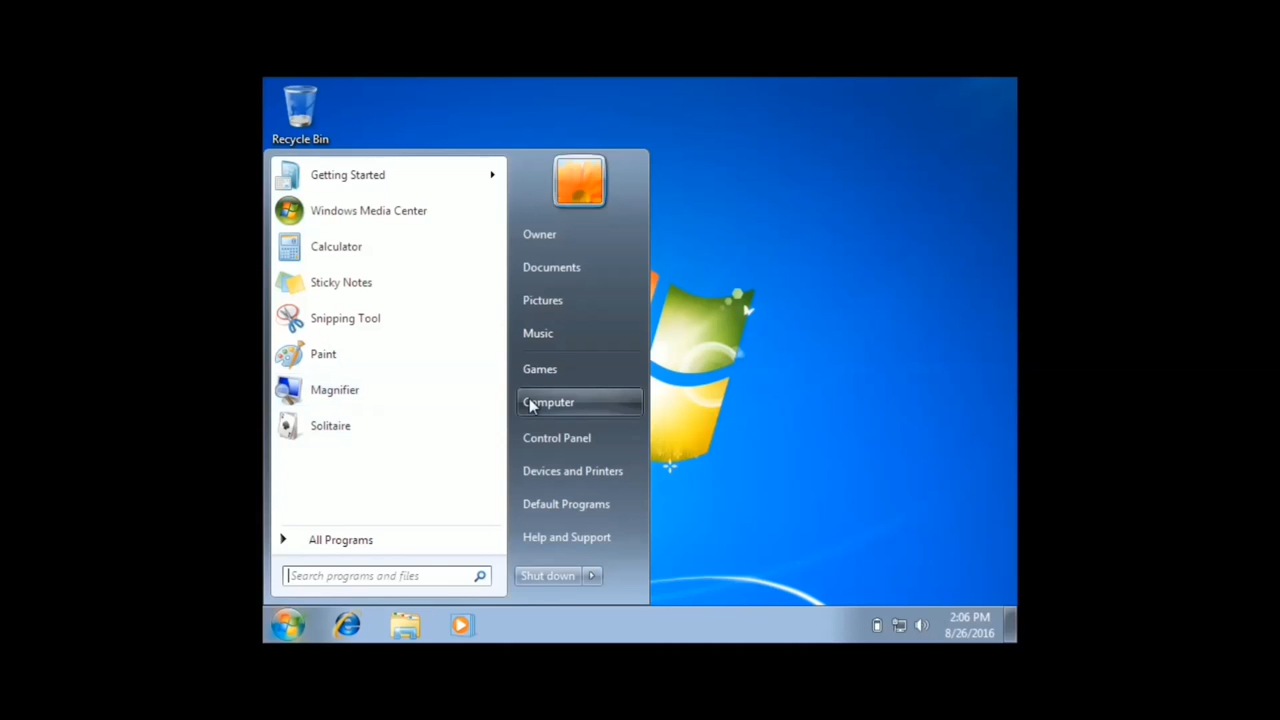 Recycle Bin
Getting Started
Windows Media Center
Calculator
Sticky Notes
Snipping Tool
Paint
Magnifier
Solitaire
All Programs
Search programs and files
Owner
Documents
Pictures
Music
Games
Computer
Control Panel
Devices and Printers
Default Programs
Help and Support
Shut down
2:06 PM
8/26/2016